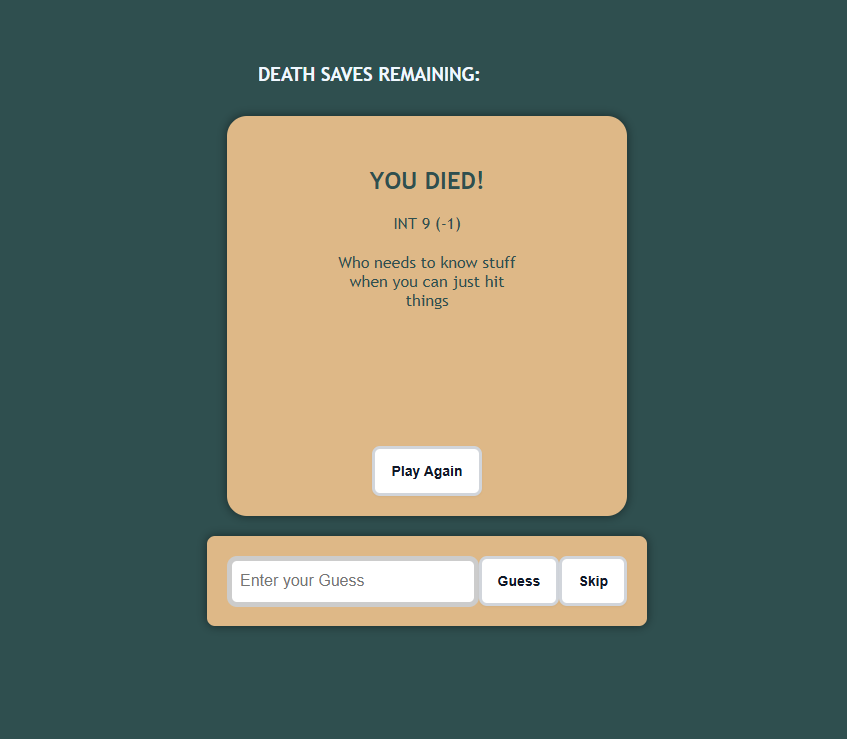 DEATH SAVES REMAINING:
YOU DIED!
INT 9 (-1)
Who needs to know stuff
when you can just hit
things
Play Again
Enter your Guess
Guess
Skip